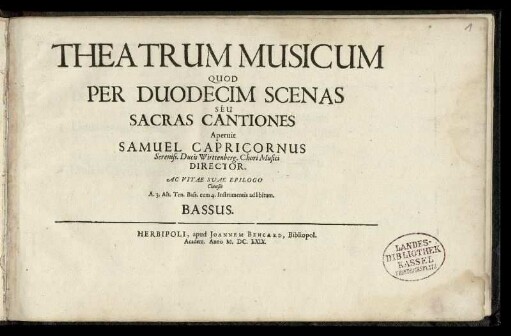 1
THEATRUM MUSICUM
QUOD
PER DUODECIM SCENAS
SEU
SACRAS CANTIONES
Aperuit
SAMUEL CAPRICORNUS
Sereniss. Ducis Wirttenberg. Chori Musici
DIRECTOR.
AC VITAE SUAE EPILOGO
Clausit
A. 3. Alt. Ten. Bass. cum 4. Instrumentis ad libitum.
BASSUS.
HERBIPOLI, apud JOANNEM BENCARD, Bibliopol.
Academ. Anno M. DC. LXIX.
LANDES-
BIBLIOTHEK
KASSEL